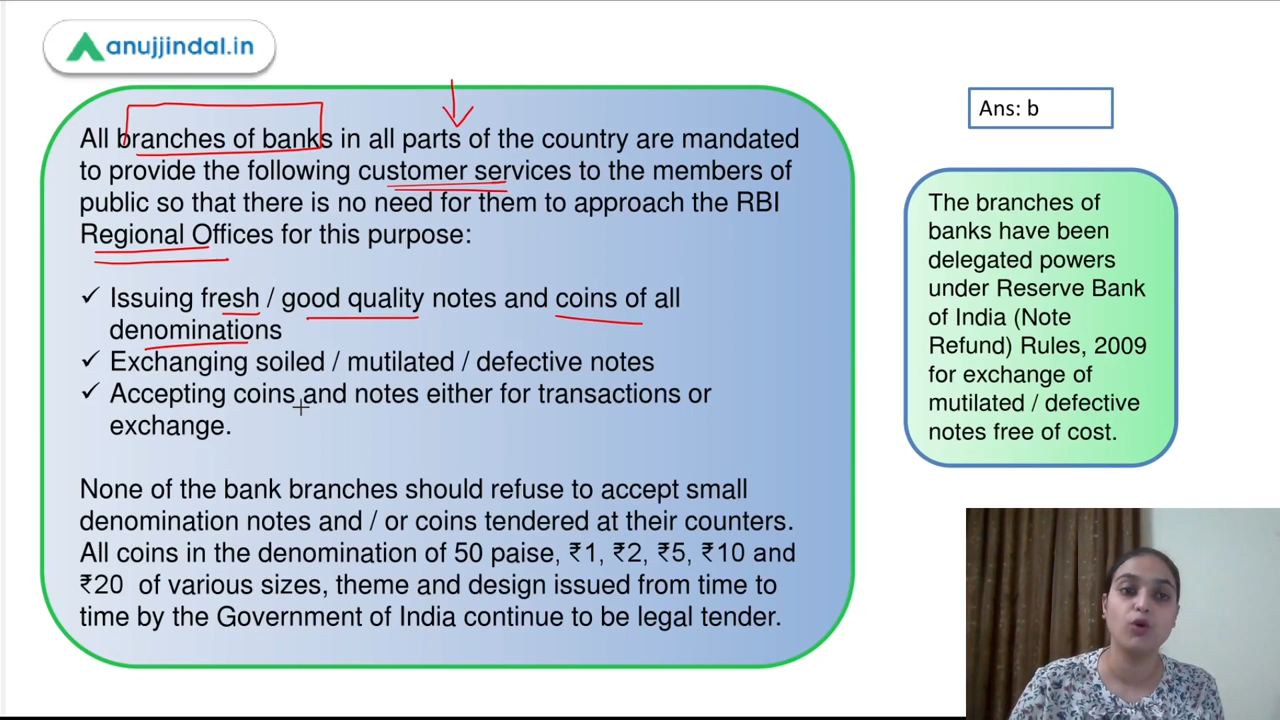 anujjindal.in
All branches of banks in all parts of the country are mandated
to provide the following customer services to the members of
public so that there is no need for them to approach the RBI
Regional Offices for this purpose:
✓ Issuing fresh / good quality notes and coins of all
denominations
✓ Exchanging soiled / mutilated / defective notes
✓ Accepting coins and notes either for transactions or
exchange.
None of the bank branches should refuse to accept small
denomination notes and / or coins tendered at their counters.
All coins in the denomination of 50 paise, ₹1, ₹2, ₹5, ₹10 and
₹20 of various sizes, theme and design issued from time to
time by the Government of India continue to be legal tender.
Ans: b
The branches of
banks have been
delegated powers
under Reserve Bank
of India (Note
Refund) Rules, 2009
for exchange of
mutilated / defective
notes free of cost.